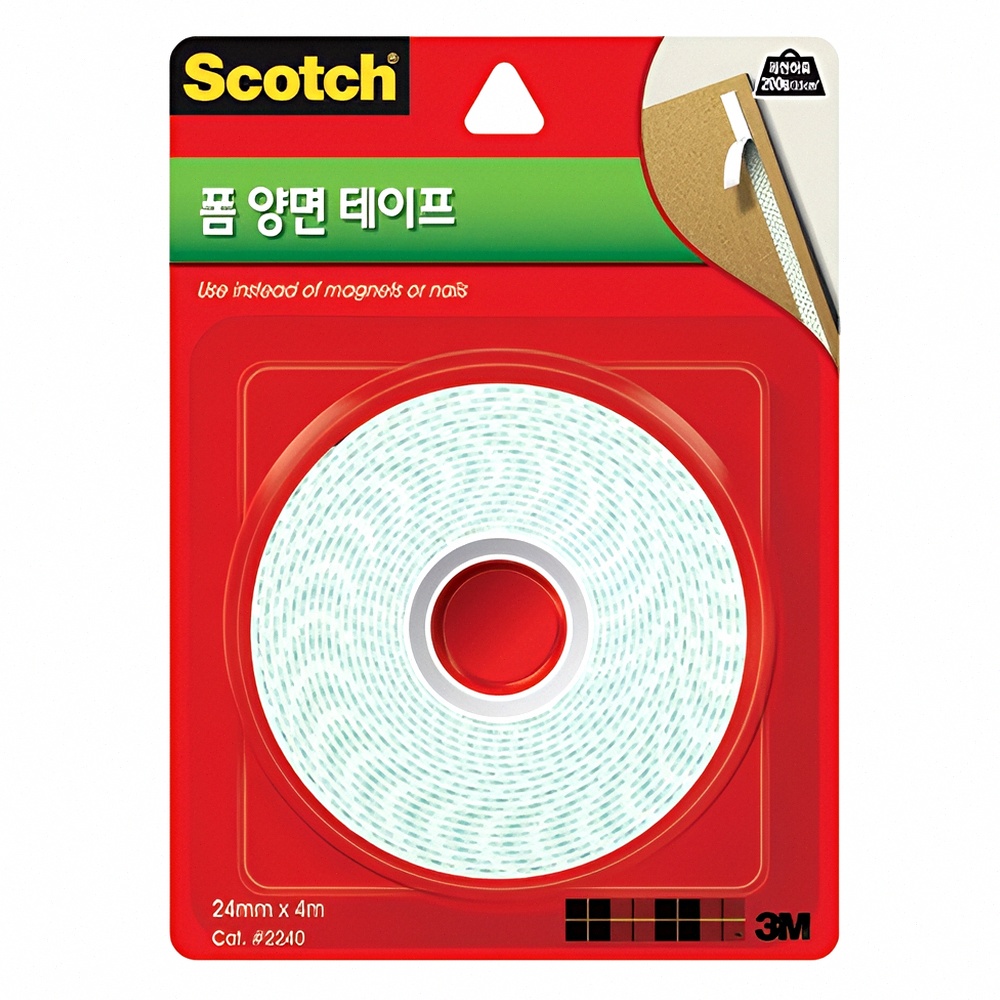 Scotch®
폼 양면 테이프
Use instead of magnets or nails
24mm x 4m
Cat. #2240
3M